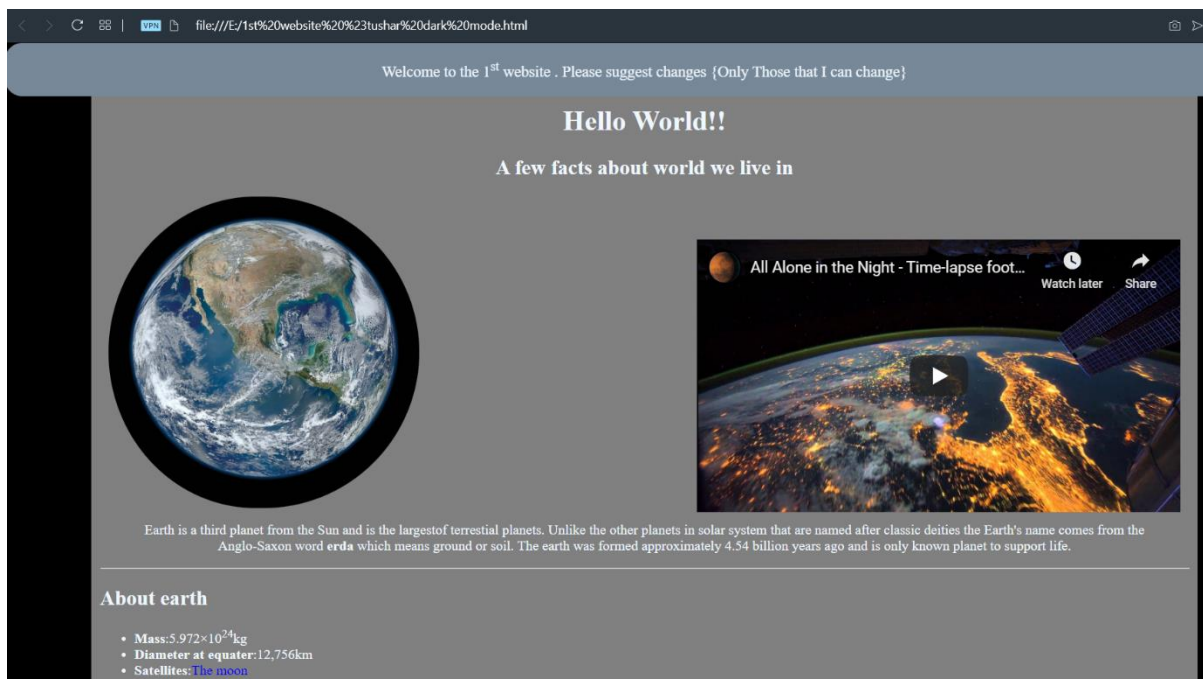 VPN file:///E:/1st%20website%20%23tushar%20dark%20mode.html
Welcome to the 1st website . Please suggest changes {Only Those that I can change}
Hello World!!
A few facts about world we live in
All Alone in the Night - Time-lapse foot...
Watch later
Share
Earth is a third planet from the Sun and is the largestof terrestial planets. Unlike the other planets in solar system that are named after classic deities the Earth's name comes from the
Anglo-Saxon word erda which means ground or soil. The earth was formed approximately 4.54 billion years ago and is only known planet to support life.
About earth
• Mass:5.972×10²⁴kg
• Diameter at equater:12,756km
• Satellites:The moon